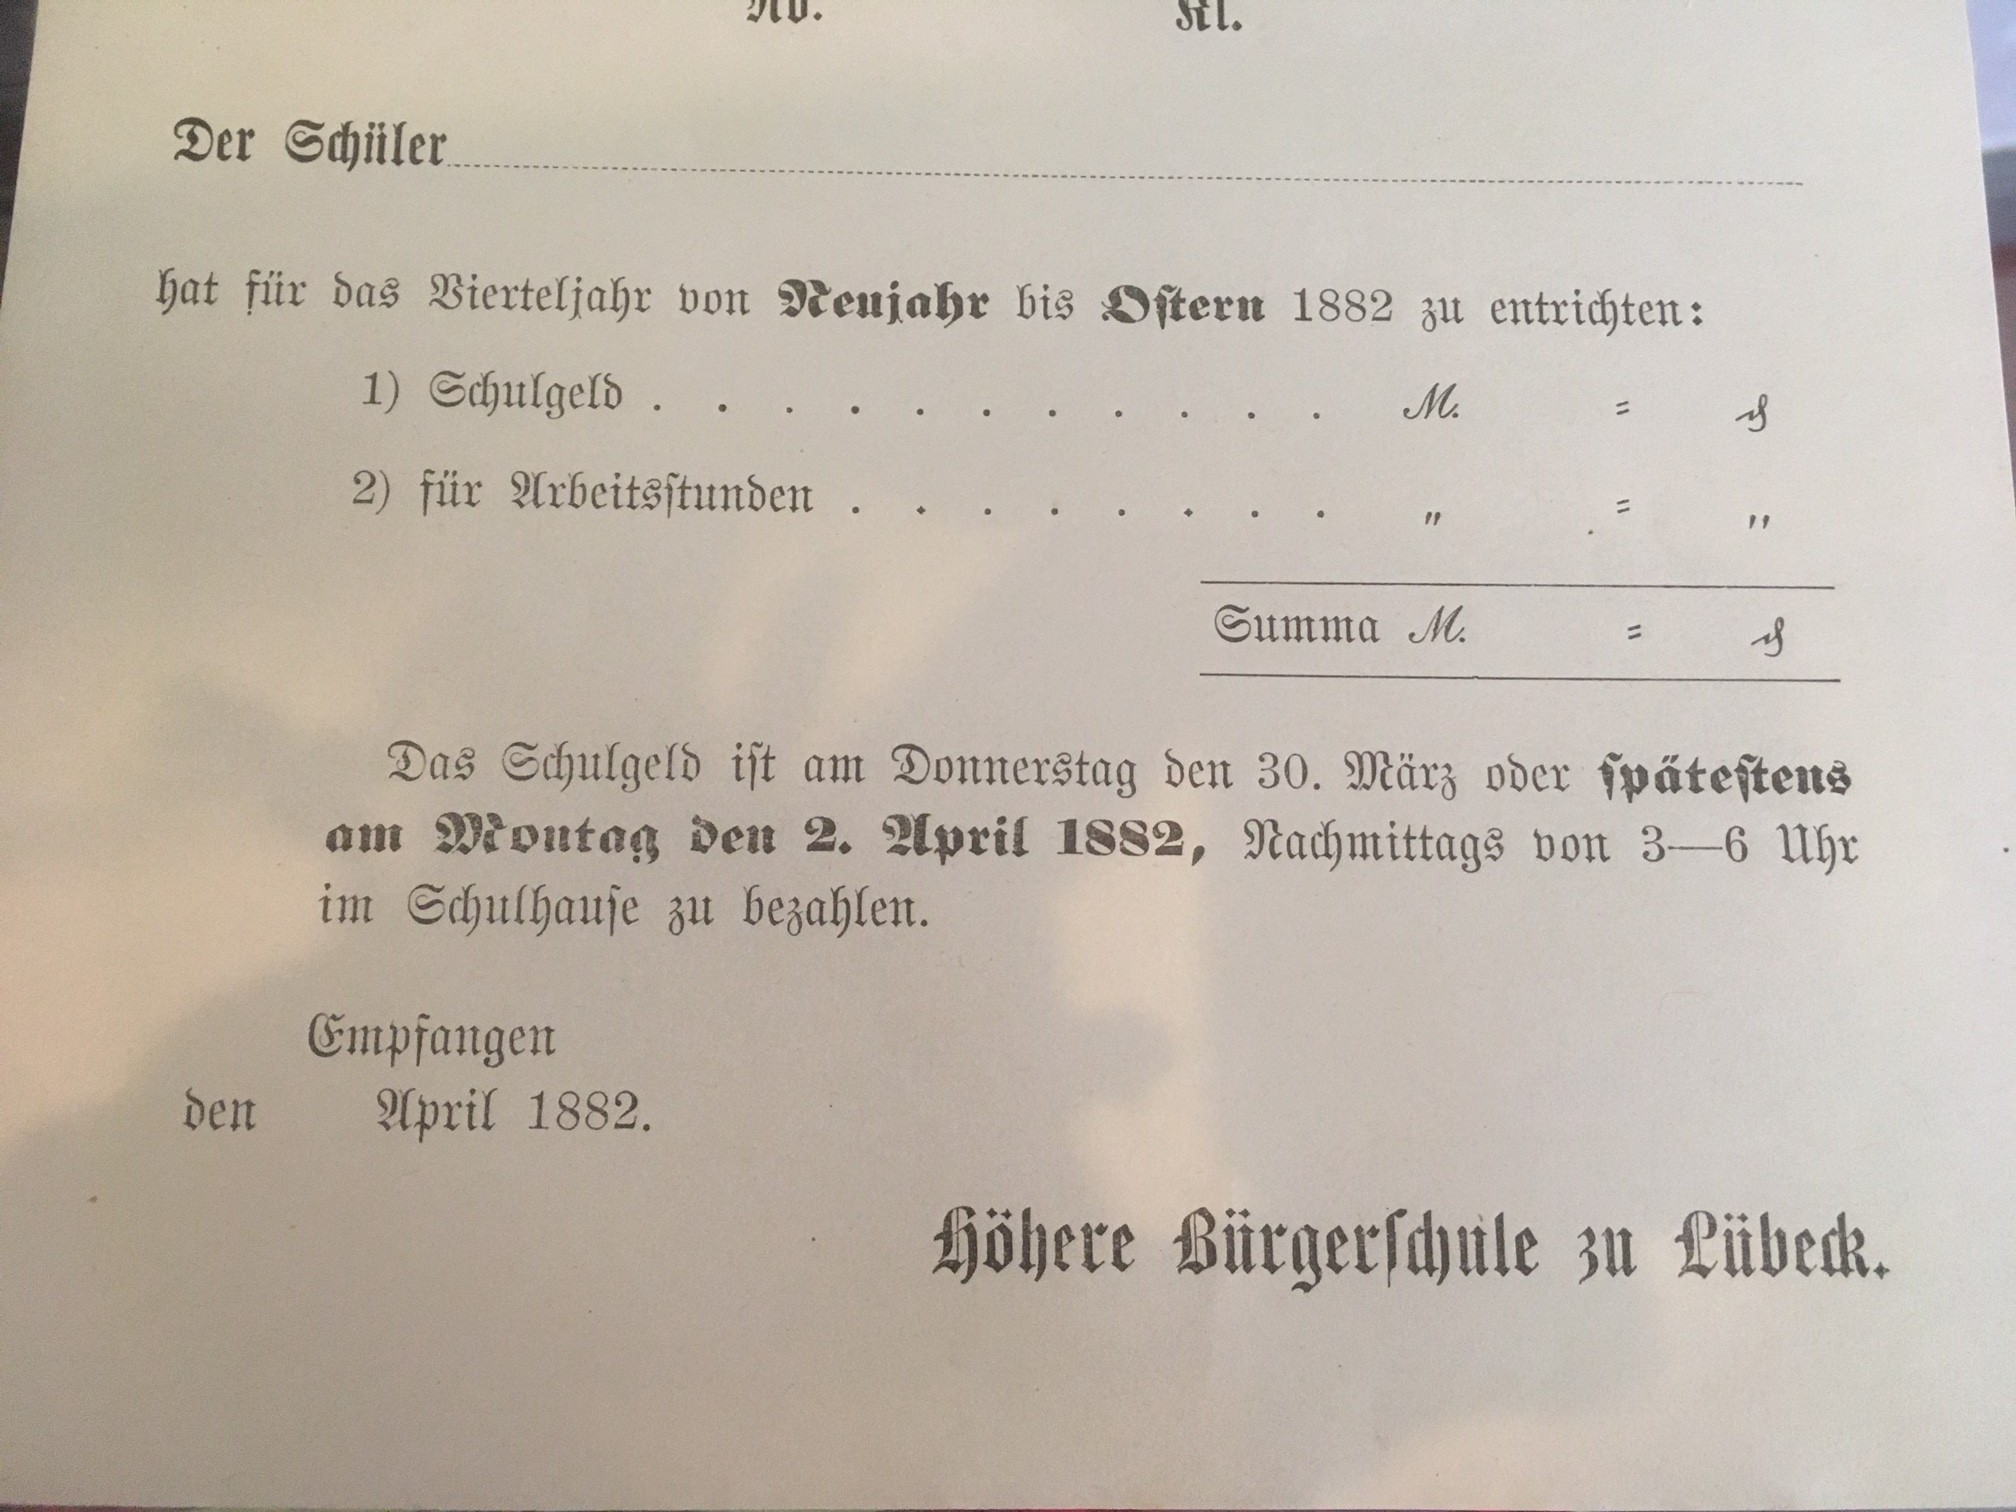 No. Kl.
Der Schüler
hat für das Vierteljahr von Neujahr bis Oſtern 1882 zu entrichten:
1) Schulgeld . . . . . . . . . . . ℳ. = ₰
2) für Arbeitsſtunden . . . . . . . . " = "
Summa ℳ. = ₰
Das Schulgeld iſt am Donnerstag den 30. März oder ſpäteſtens
am Montag den 2. April 1882, Nachmittags von 3—6 Uhr
im Schulhauſe zu bezahlen.
Empfangen
den April 1882.
Höhere Bürgerſchule zu Lübeck.